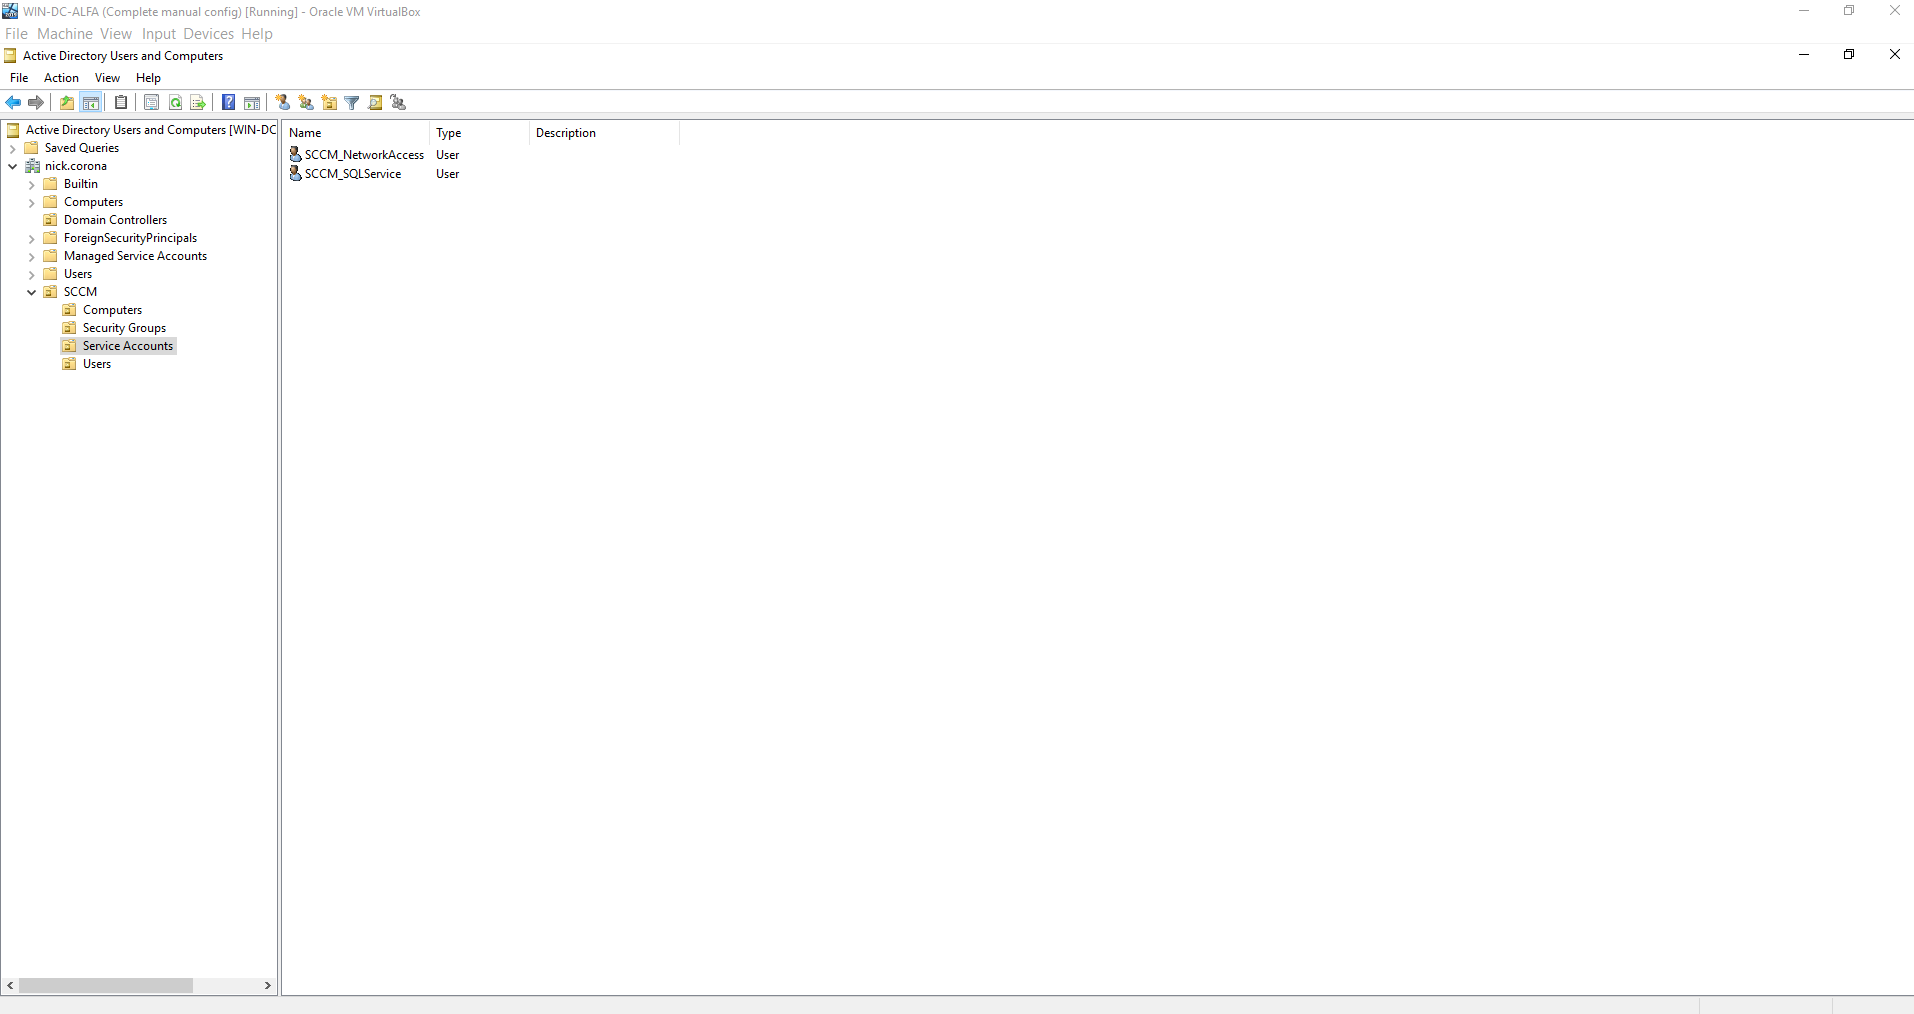 WIN-DC-ALFA (Complete manual config) [Running] - Oracle VM VirtualBox
File Machine View Input Devices Help
Active Directory Users and Computers
File Action View Help
Active Directory Users and Computers [WIN-DC
Saved Queries
nick.corona
Builtin
Computers
Domain Controllers
ForeignSecurityPrincipals
Managed Service Accounts
Users
SCCM
Computers
Security Groups
Service Accounts
Users
Name Type Description
SCCM_NetworkAccess User
SCCM_SQLService User